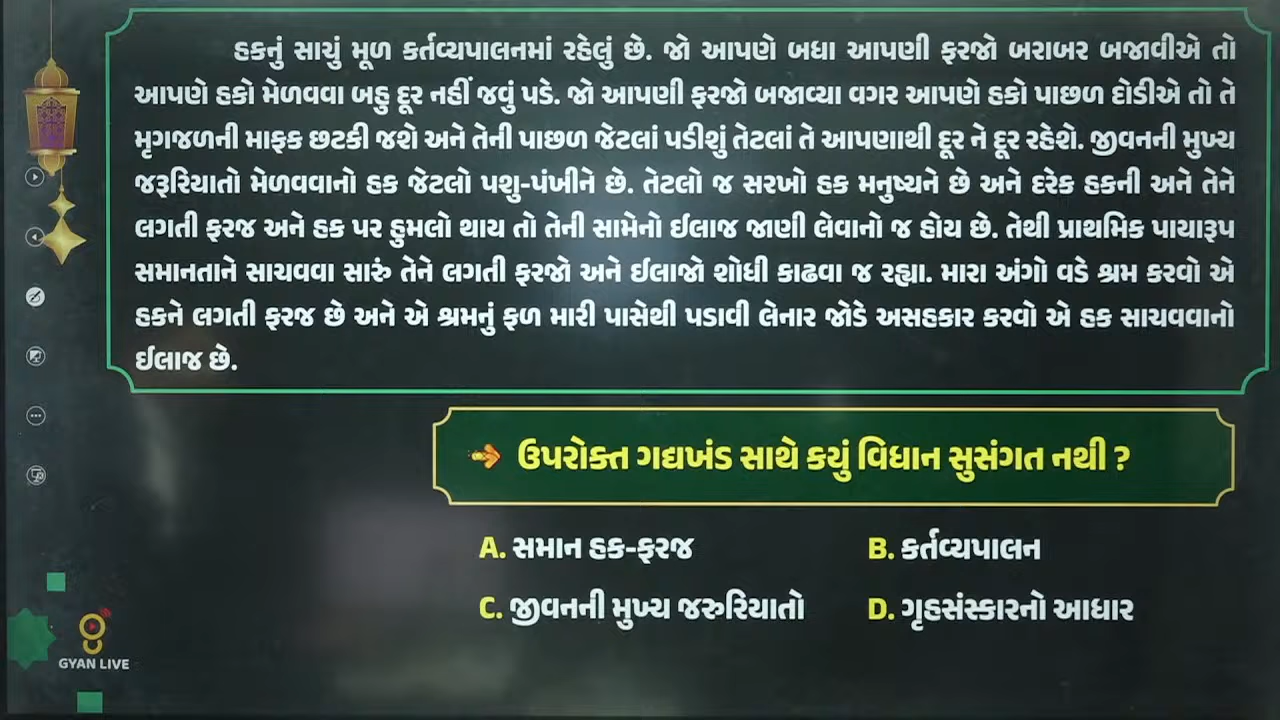 હકનું સાચું મૂળ કર્તવ્યપાલનમાં રહેલું છે. જો આપણે બધા આપણી ફરજો બરાબર બજાવીએ તો
આપણે હકો મેળવવા બહુ દૂર નહીં જવું પડે. જો આપણી ફરજો બજાવ્યા વગર આપણે હકો પાછળ દોડીએ તો તે
મૃગજળની માફક છટકી જશે અને તેની પાછળ જેટલાં પડીશું તેટલાં તે આપણાથી દૂર ને દૂર રહેશે. જીવનની મુખ્ય
જરૂરિયાતો મેળવવાનો હક જેટલો પશુ-પંખીને છે. તેટલો જ સરખો હક મનુષ્યને છે અને દરેક હકની અને તેને
લગતી ફરજ અને હક પર હુમલો થાય તો તેની સામેનો ઈલાજ જાણી લેવાનો જ હોય છે. તેથી પ્રાથમિક પાયારૂપ
સમાનતાને સાચવવા સારું તેને લગતી ફરજો અને ઈલાજો શોધી કાઢવા જ રહ્યા. મારા અંગો વડે શ્રમ કરવો એ
હકને લગતી ફરજ છે અને એ શ્રમનું ફળ મારી પાસેથી પડાવી લેનાર જોડે અસહકાર કરવો એ હક સાચવવાનો
ઈલાજ છે.
ઉપરોક્ત ગદ્યખંડ સાથે કયું વિધાન સુસંગત નથી ?
A. સમાન હક-ફરજ
B. કર્તવ્યપાલન
C. જીવનની મુખ્ય જરુરિયાતો
D. ગૃહસંસ્કારનો આધાર
GYAN LIVE